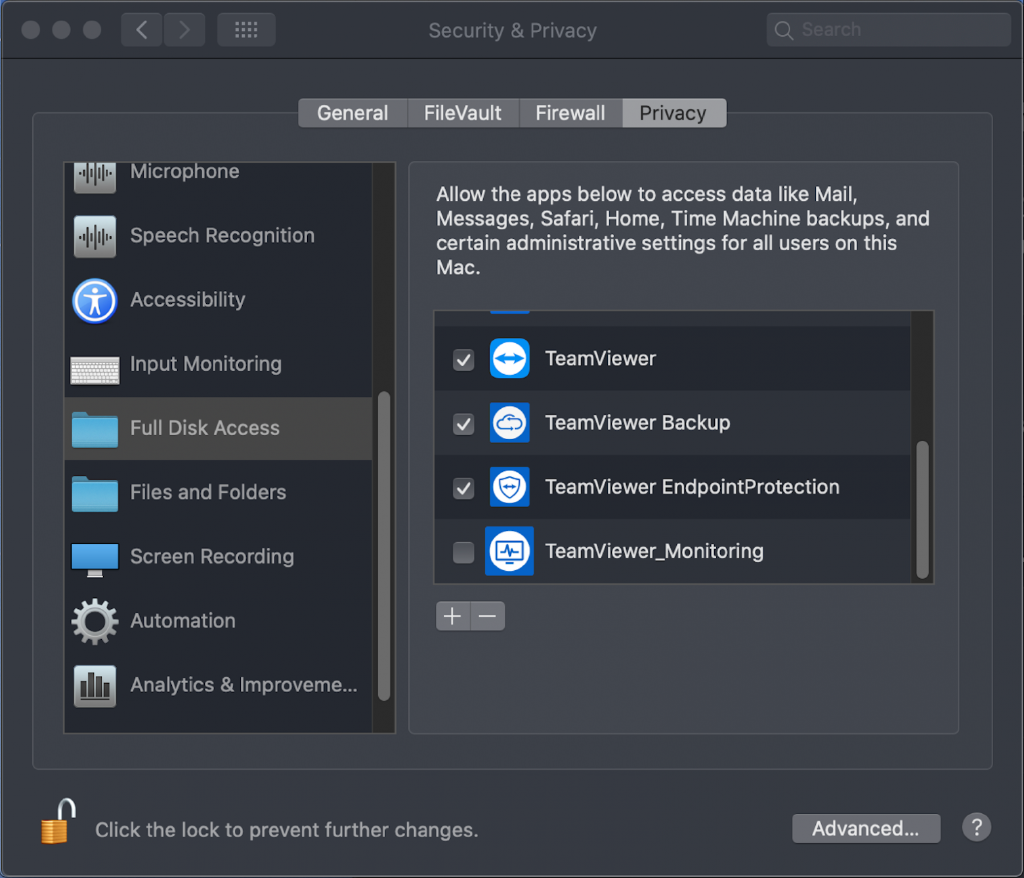 Security & Privacy
Search
General
FileVault
Firewall
Privacy
Microphone
Speech Recognition
Accessibility
Input Monitoring
Full Disk Access
Files and Folders
Screen Recording
Automation
Analytics & Improveme...
Allow the apps below to access data like Mail,
Messages, Safari, Home, Time Machine backups, and
certain administrative settings for all users on this
Mac.
TeamViewer
TeamViewer Backup
TeamViewer EndpointProtection
TeamViewer_Monitoring
+ −
Click the lock to prevent further changes.
Advanced...
?